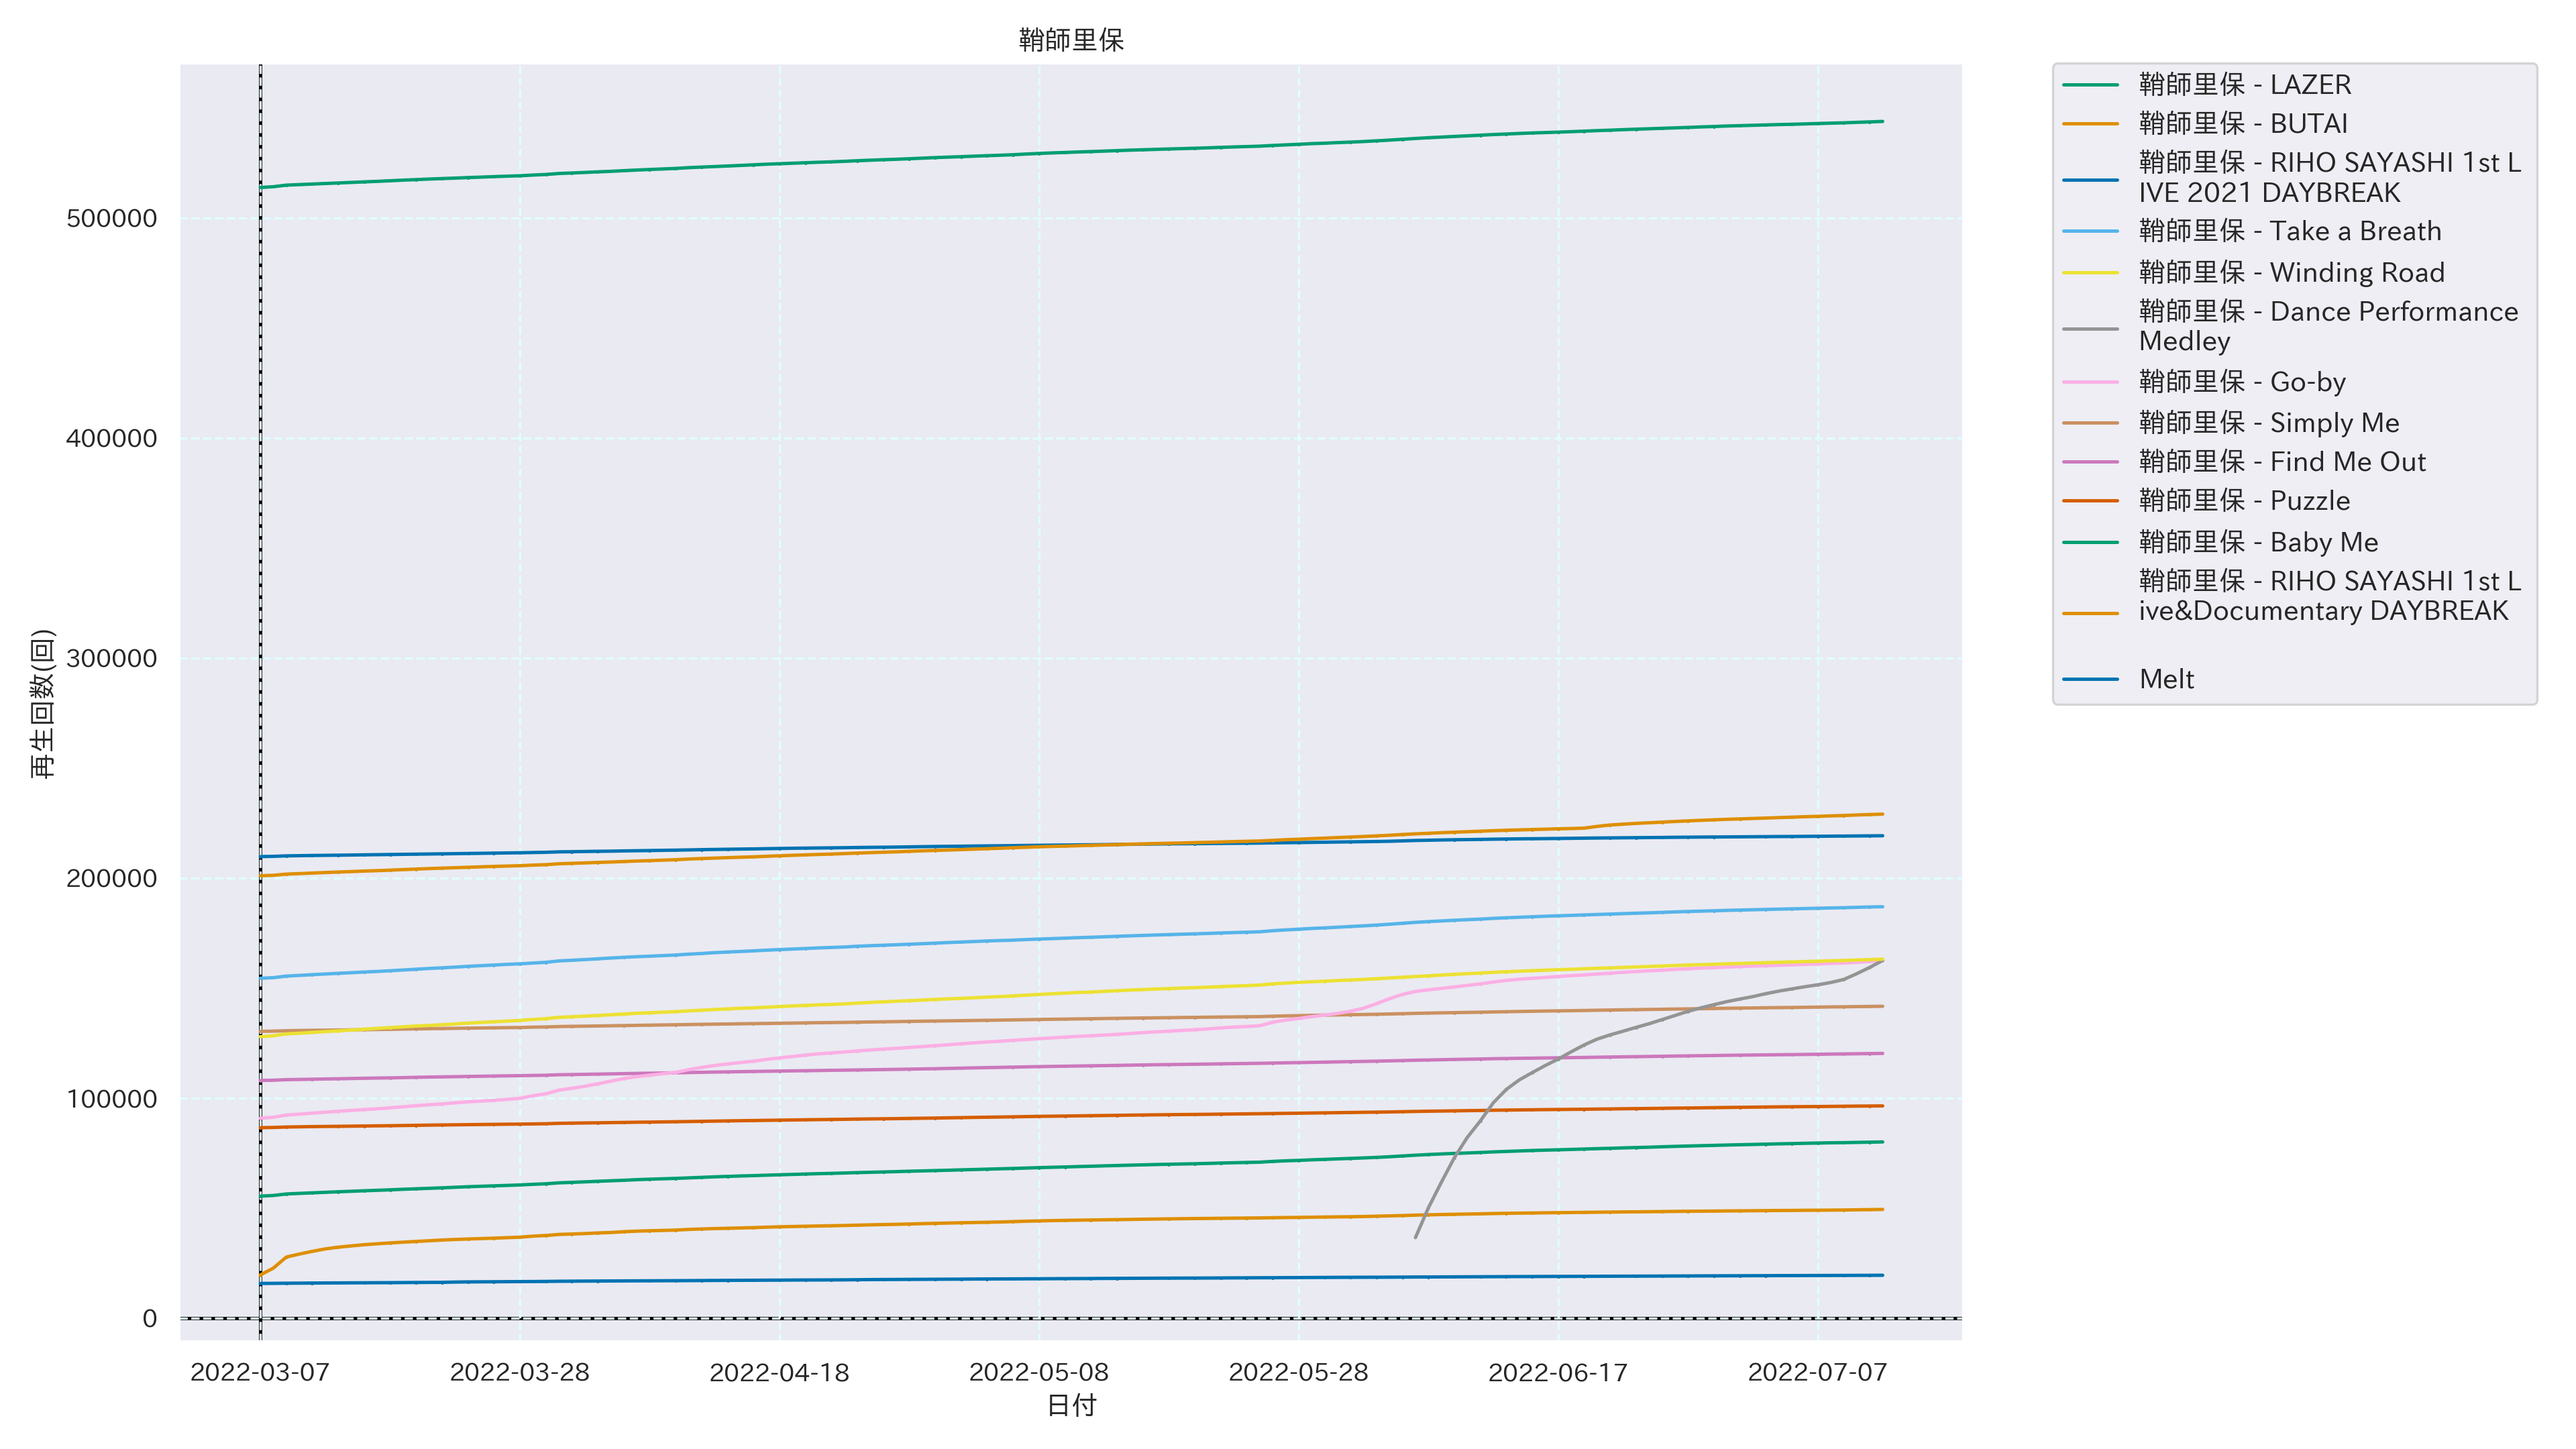 鞘師里保
再生回数(回)
500000
400000
300000
200000
100000
0
2022-03-07
2022-03-28
2022-04-18
2022-05-08
2022-05-28
2022-06-17
2022-07-07
日付
鞘師里保 - LAZER
鞘師里保 - BUTAI
鞘師里保 - RIHO SAYASHI 1st L
IVE 2021 DAYBREAK
鞘師里保 - Take a Breath
鞘師里保 - Winding Road
鞘師里保 - Dance Performance
Medley
鞘師里保 - Go-by
鞘師里保 - Simply Me
鞘師里保 - Find Me Out
鞘師里保 - Puzzle
鞘師里保 - Baby Me
鞘師里保 - RIHO SAYASHI 1st L
ive&Documentary DAYBREAK
Melt